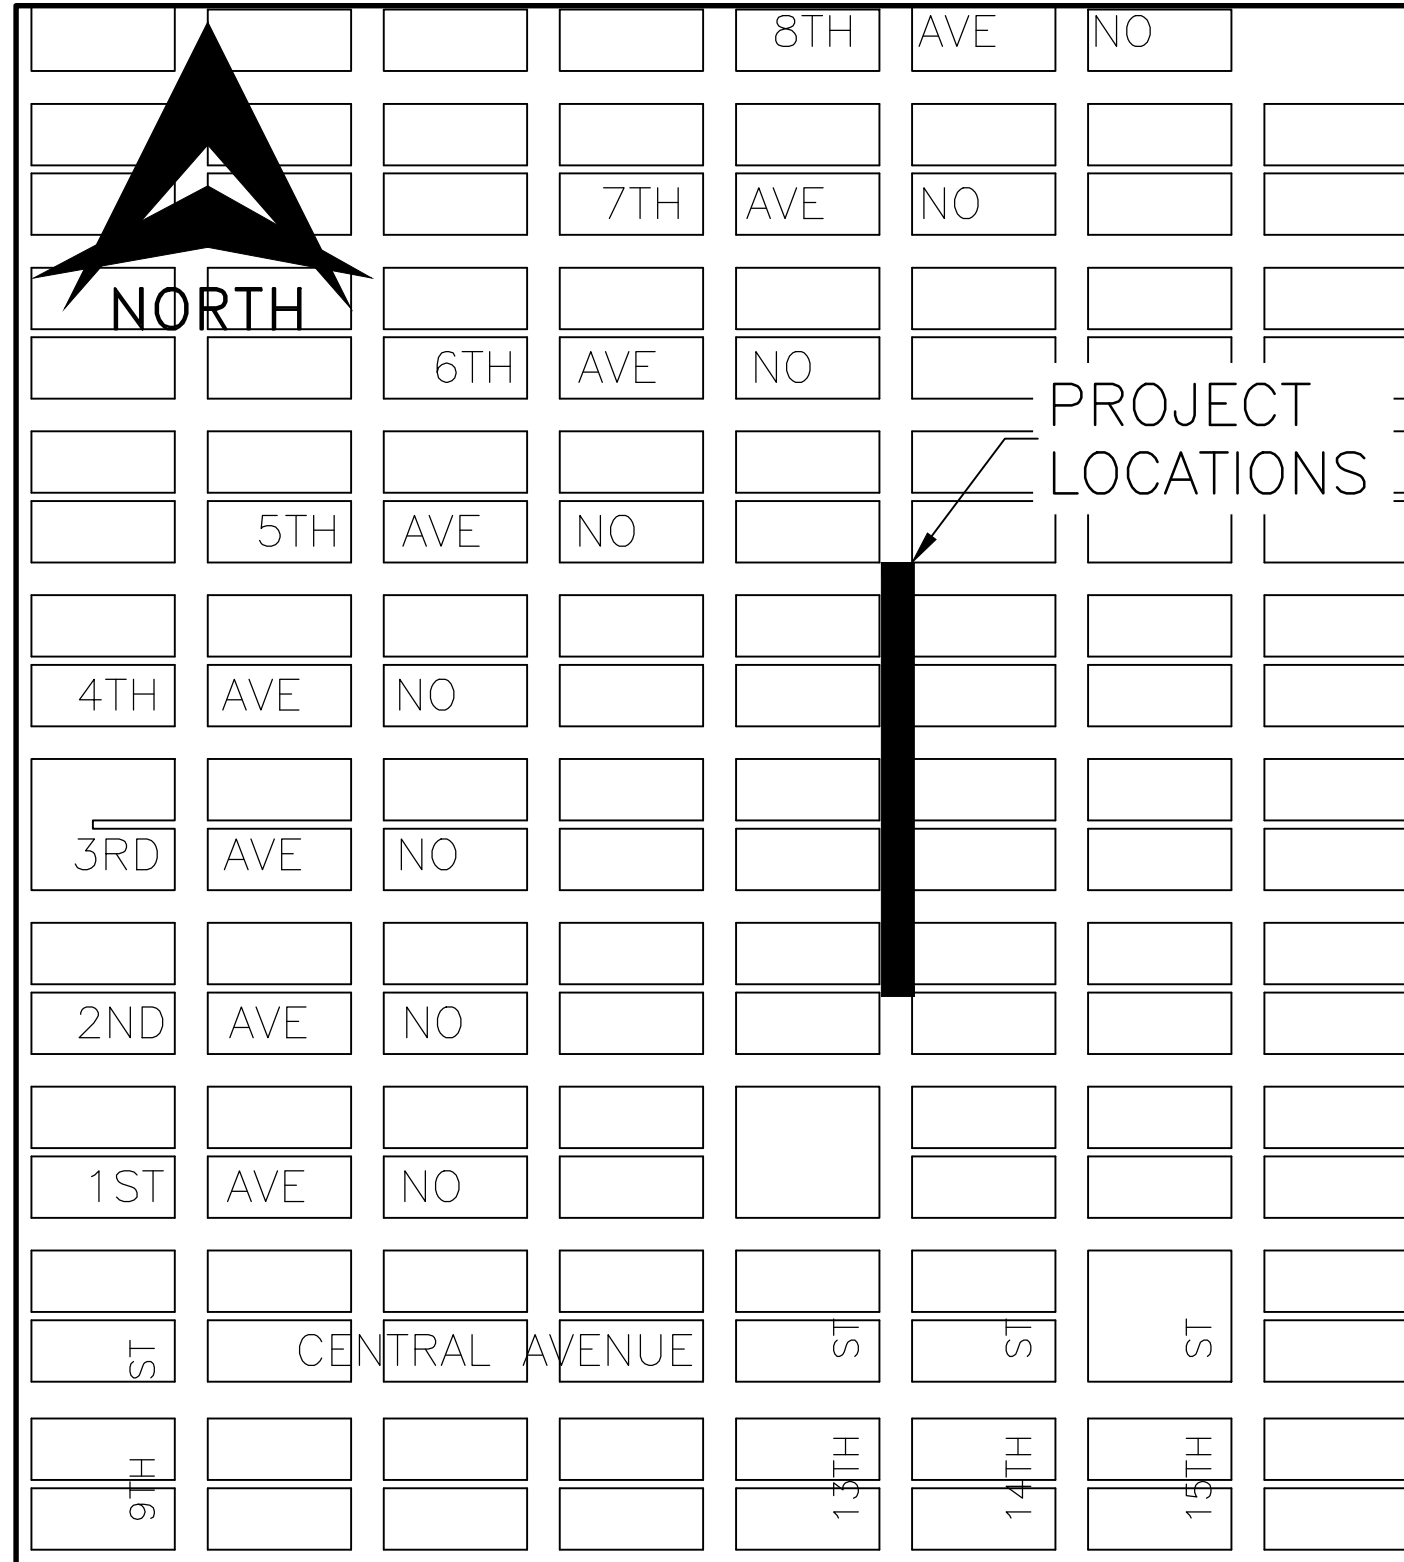 8TH AVE NO
7TH AVE NO
NORTH
6TH AVE NO
PROJECT
LOCATIONS
5TH AVE NO
4TH AVE NO
3RD AVE NO
2ND AVE NO
1ST AVE NO
CENTRAL AVENUE
9TH ST
13TH ST
14TH ST
15TH ST